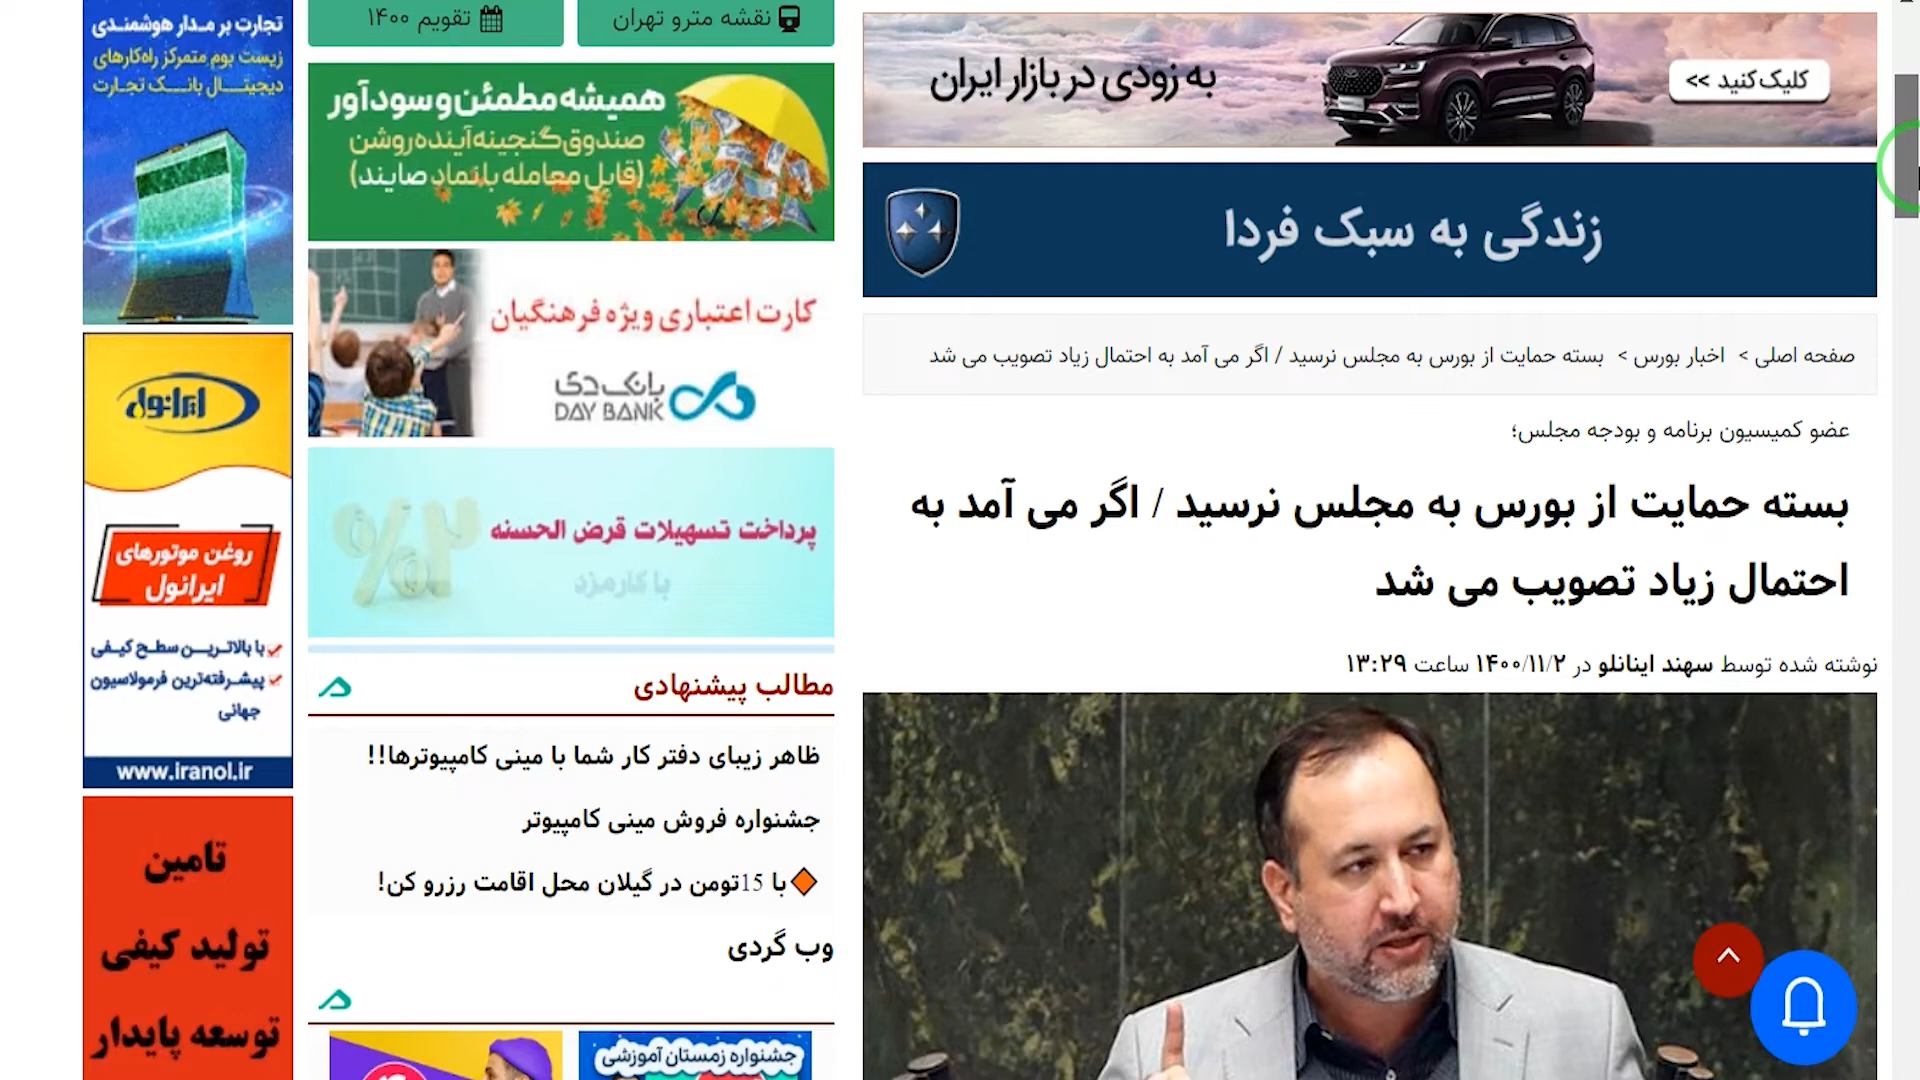 نقشه مترو تهران
تقویم ۱۴۰۰
به زودی در بازار ایران
کلیک کنید >>
زندگی به سبک فردا
صفحه اصلی > اخبار بورس > بسته حمایت از بورس به مجلس نرسید / اگر می آمد به احتمال زیاد تصویب می شد
عضو کمیسیون برنامه و بودجه مجلس؛
بسته حمایت از بورس به مجلس نرسید / اگر می آمد به
احتمال زیاد تصویب می شد
نوشته شده توسط سهند اینانلو در ۱۴۰۰/۱۱/۲ ساعت ۱۳:۲۹
همیشه مطمئن و سودآور
صندوق گنجینه آینده روشن
(قابل معامله با نماد صایند)
کارت اعتباری ویژه فرهنگیان
بانک دی
DAY BANK
پرداخت تسهیلات قرض الحسنه
با کارمزد
٪۲
مطالب پیشنهادی
ظاهر زیبای دفتر کار شما با مینی کامپیوترها!!
جشنواره فروش مینی کامپیوتر
با 15تومن در گیلان محل اقامت رزرو کن!
وب گردی
جشنواره زمستان آموزشی
تجارت بر مدار هوشمندی
زیست بوم متمرکز راه‌کارهای
دیجیتال بانک تجارت
ایرانول
روغن موتورهای
ایرانول
با بالاترین سطح کیفی
پیشرفته‌ترین فرمولاسیون
جهانی
www.iranol.ir
تامین
تولید کیفی
توسعه پایدار